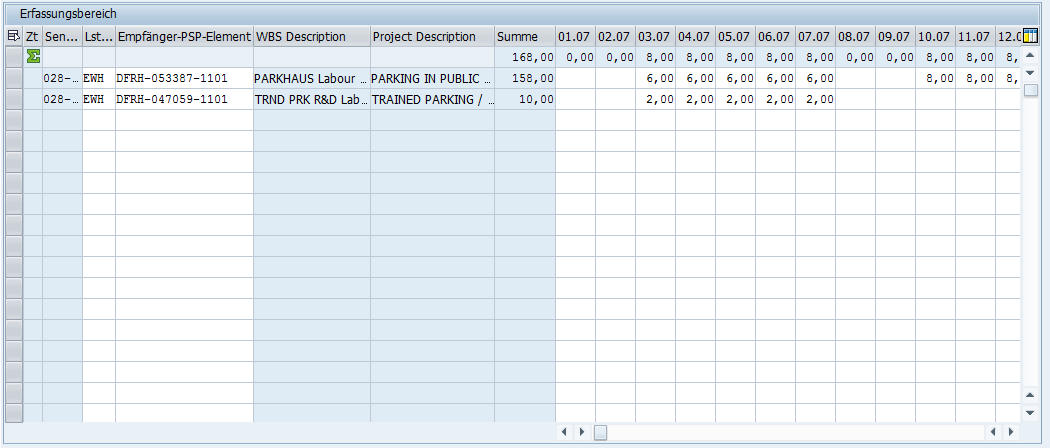 Erfassungsbereich
Zt Sen... Lst... Empfänger-PSP-Element WBS Description Project Description Summe 01.07 02.07 03.07 04.07 05.07 06.07 07.07 08.07 09.07 10.07 11.07 12.0
Σ 168,00 0,00 0,00 8,00 8,00 8,00 8,00 8,00 0,00 0,00 8,00 8,00 8,
028-... EWH DFRH-053387-1101 PARKHAUS Labour ... PARKING IN PUBLIC ... 158,00 6,00 6,00 6,00 6,00 6,00 8,00 8,00 8,
028-... EWH DFRH-047059-1101 TRND PRK R&D Lab... TRAINED PARKING / ... 10,00 2,00 2,00 2,00 2,00 2,00